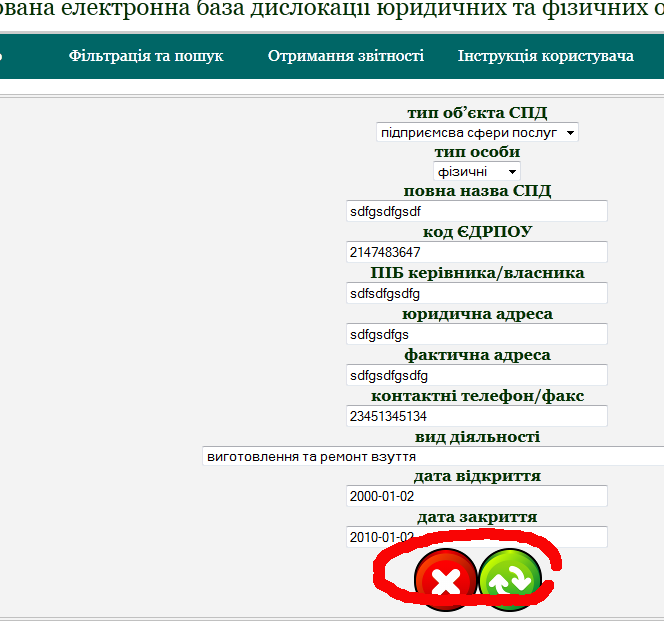 електронна база дислокації юридичних та фізичних
Фільтрація та пошук Отримання звітності Інструкція користувача
тип об’єкта СПД
підприємсва сфери послуг
тип особи
фізичні
повна назва СПД
sdfgsdfgsdf
код ЄДРПОУ
2147483647
ПІБ керівника/власника
sdfsdfgsdfg
юридична адреса
sdfgsdfgs
фактична адреса
sdfgsdfgsdfg
контактні телефон/факс
23451345134
вид діяльності
виготовлення та ремонт взуття
дата відкриття
2000-01-02
дата закриття
2010-01-02